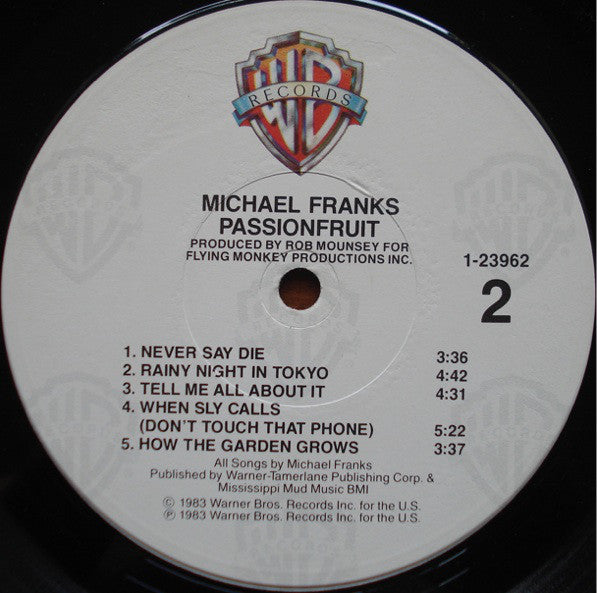 WB
RECORDS
MICHAEL FRANKS
PASSIONFRUIT
PRODUCED BY ROB MOUNSEY FOR
FLYING MONKEY PRODUCTIONS INC.
1-23962
2
1. NEVER SAY DIE 3:36
2. RAINY NIGHT IN TOKYO 4:42
3. TELL ME ALL ABOUT IT 4:31
4. WHEN SLY CALLS
(DON'T TOUCH THAT PHONE) 5:22
5. HOW THE GARDEN GROWS 3:37
All Songs by Michael Franks
Published by Warner-Tamerlane Publishing Corp. &
Mississippi Mud Music BMI
© 1983 Warner Bros. Records Inc. for the U.S.
℗ 1983 Warner Bros. Records Inc. for the U.S.